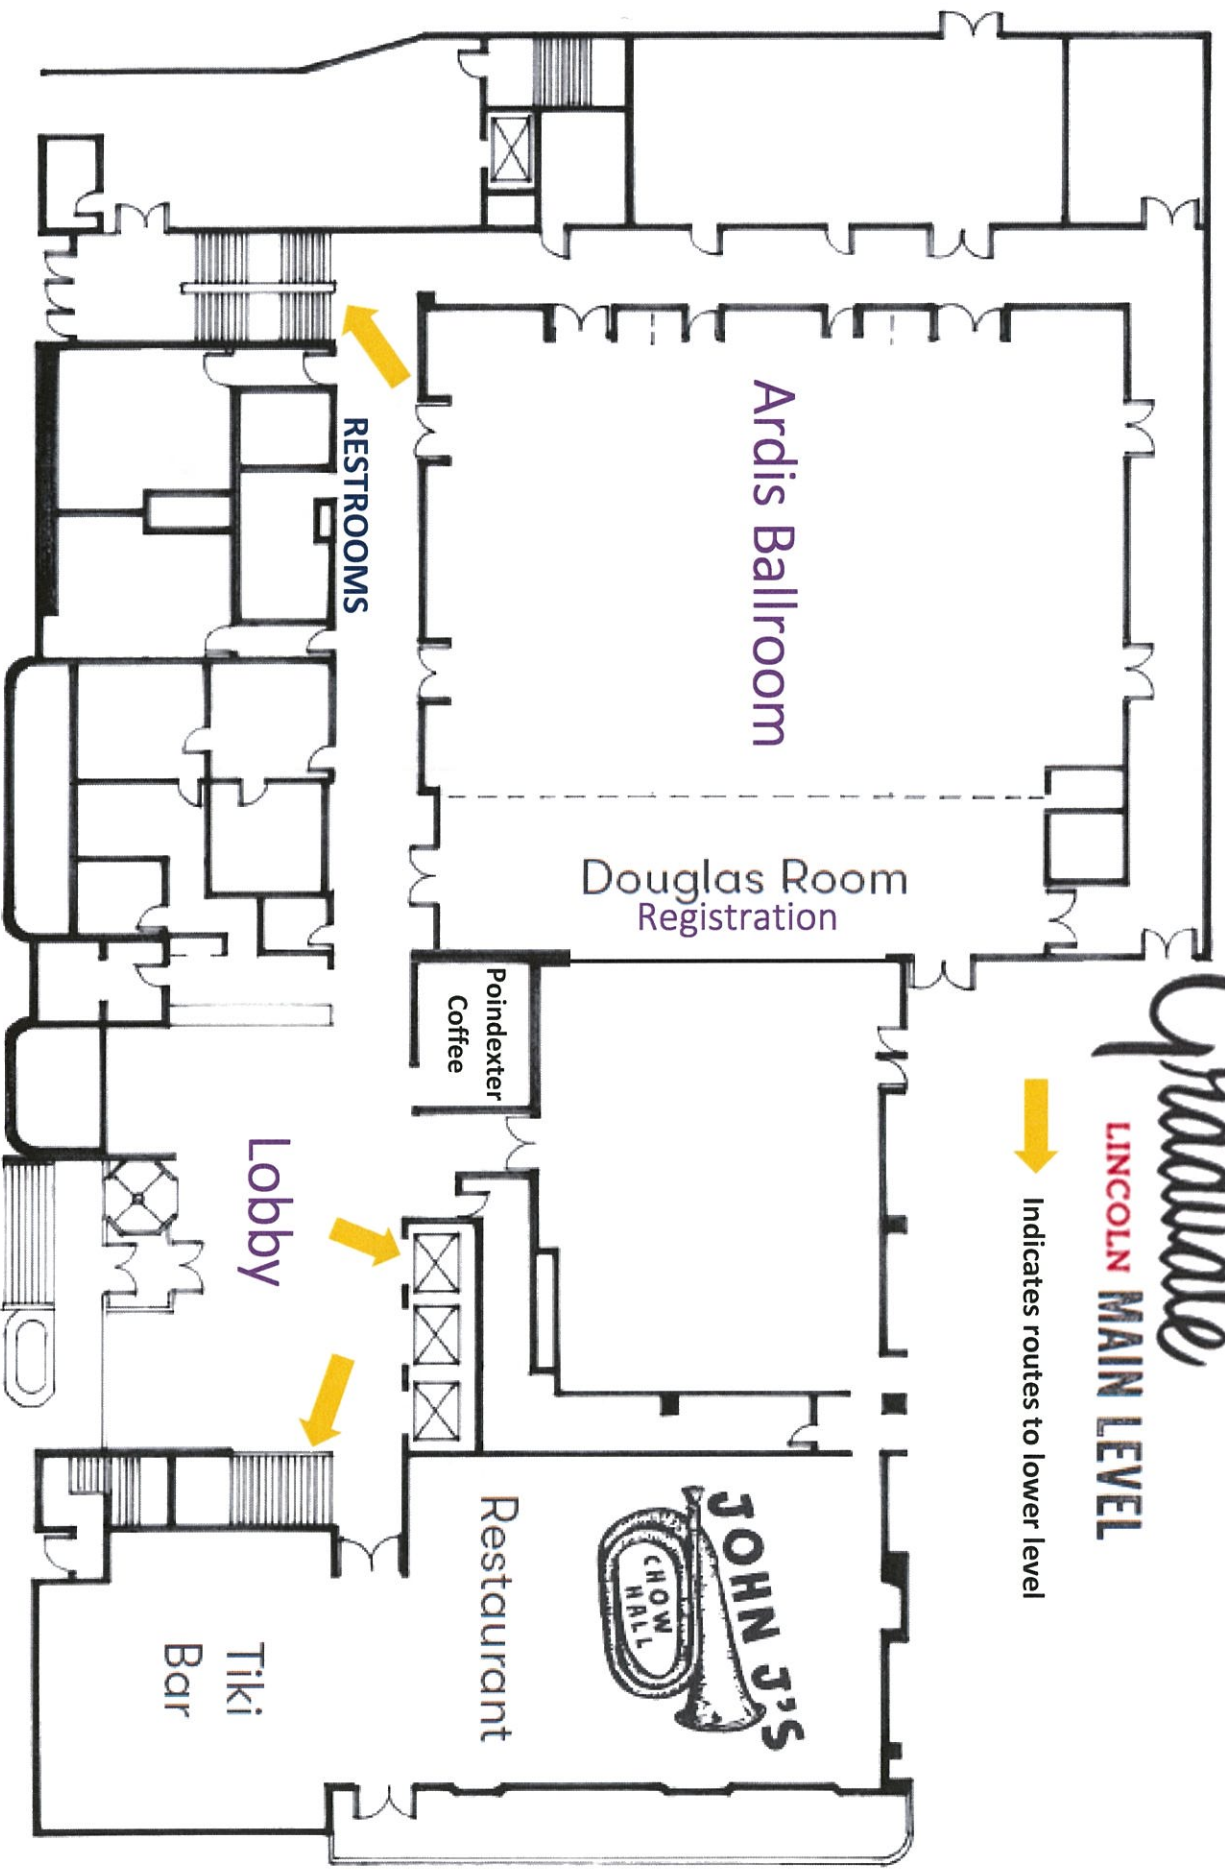 Graduate
LINCOLN MAIN LEVEL
Indicates routes to lower level
Ardis Ballroom
RESTROOMS
Douglas Room
Registration
Poindexter
Coffee
Lobby
JOHN J'S
CHOW
HALL
Restaurant
Tiki
Bar